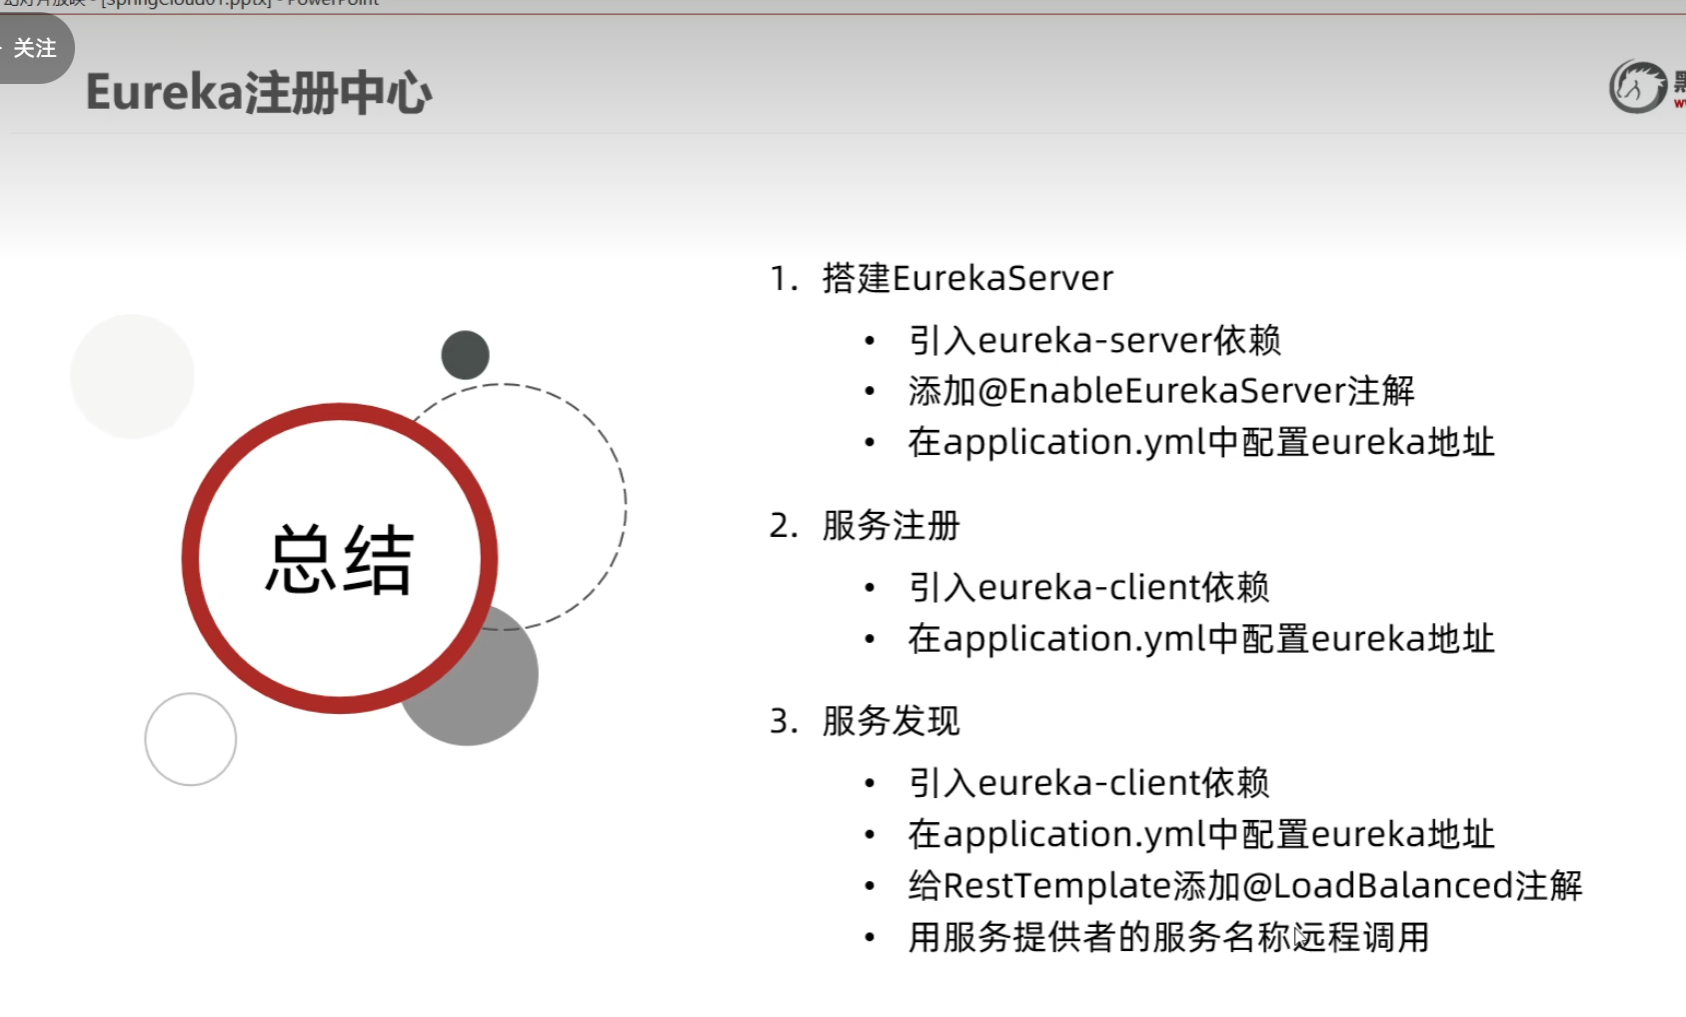 [SpringCloud01.pptx] - PowerPoint
关注
Eureka注册中心
黑
总结
1. 搭建EurekaServer
• 引入eureka-server依赖
• 添加@EnableEurekaServer注解
• 在application.yml中配置eureka地址
2. 服务注册
• 引入eureka-client依赖
• 在application.yml中配置eureka地址
3. 服务发现
• 引入eureka-client依赖
• 在application.yml中配置eureka地址
• 给RestTemplate添加@LoadBalanced注解
• 用服务提供者的服务名称远程调用